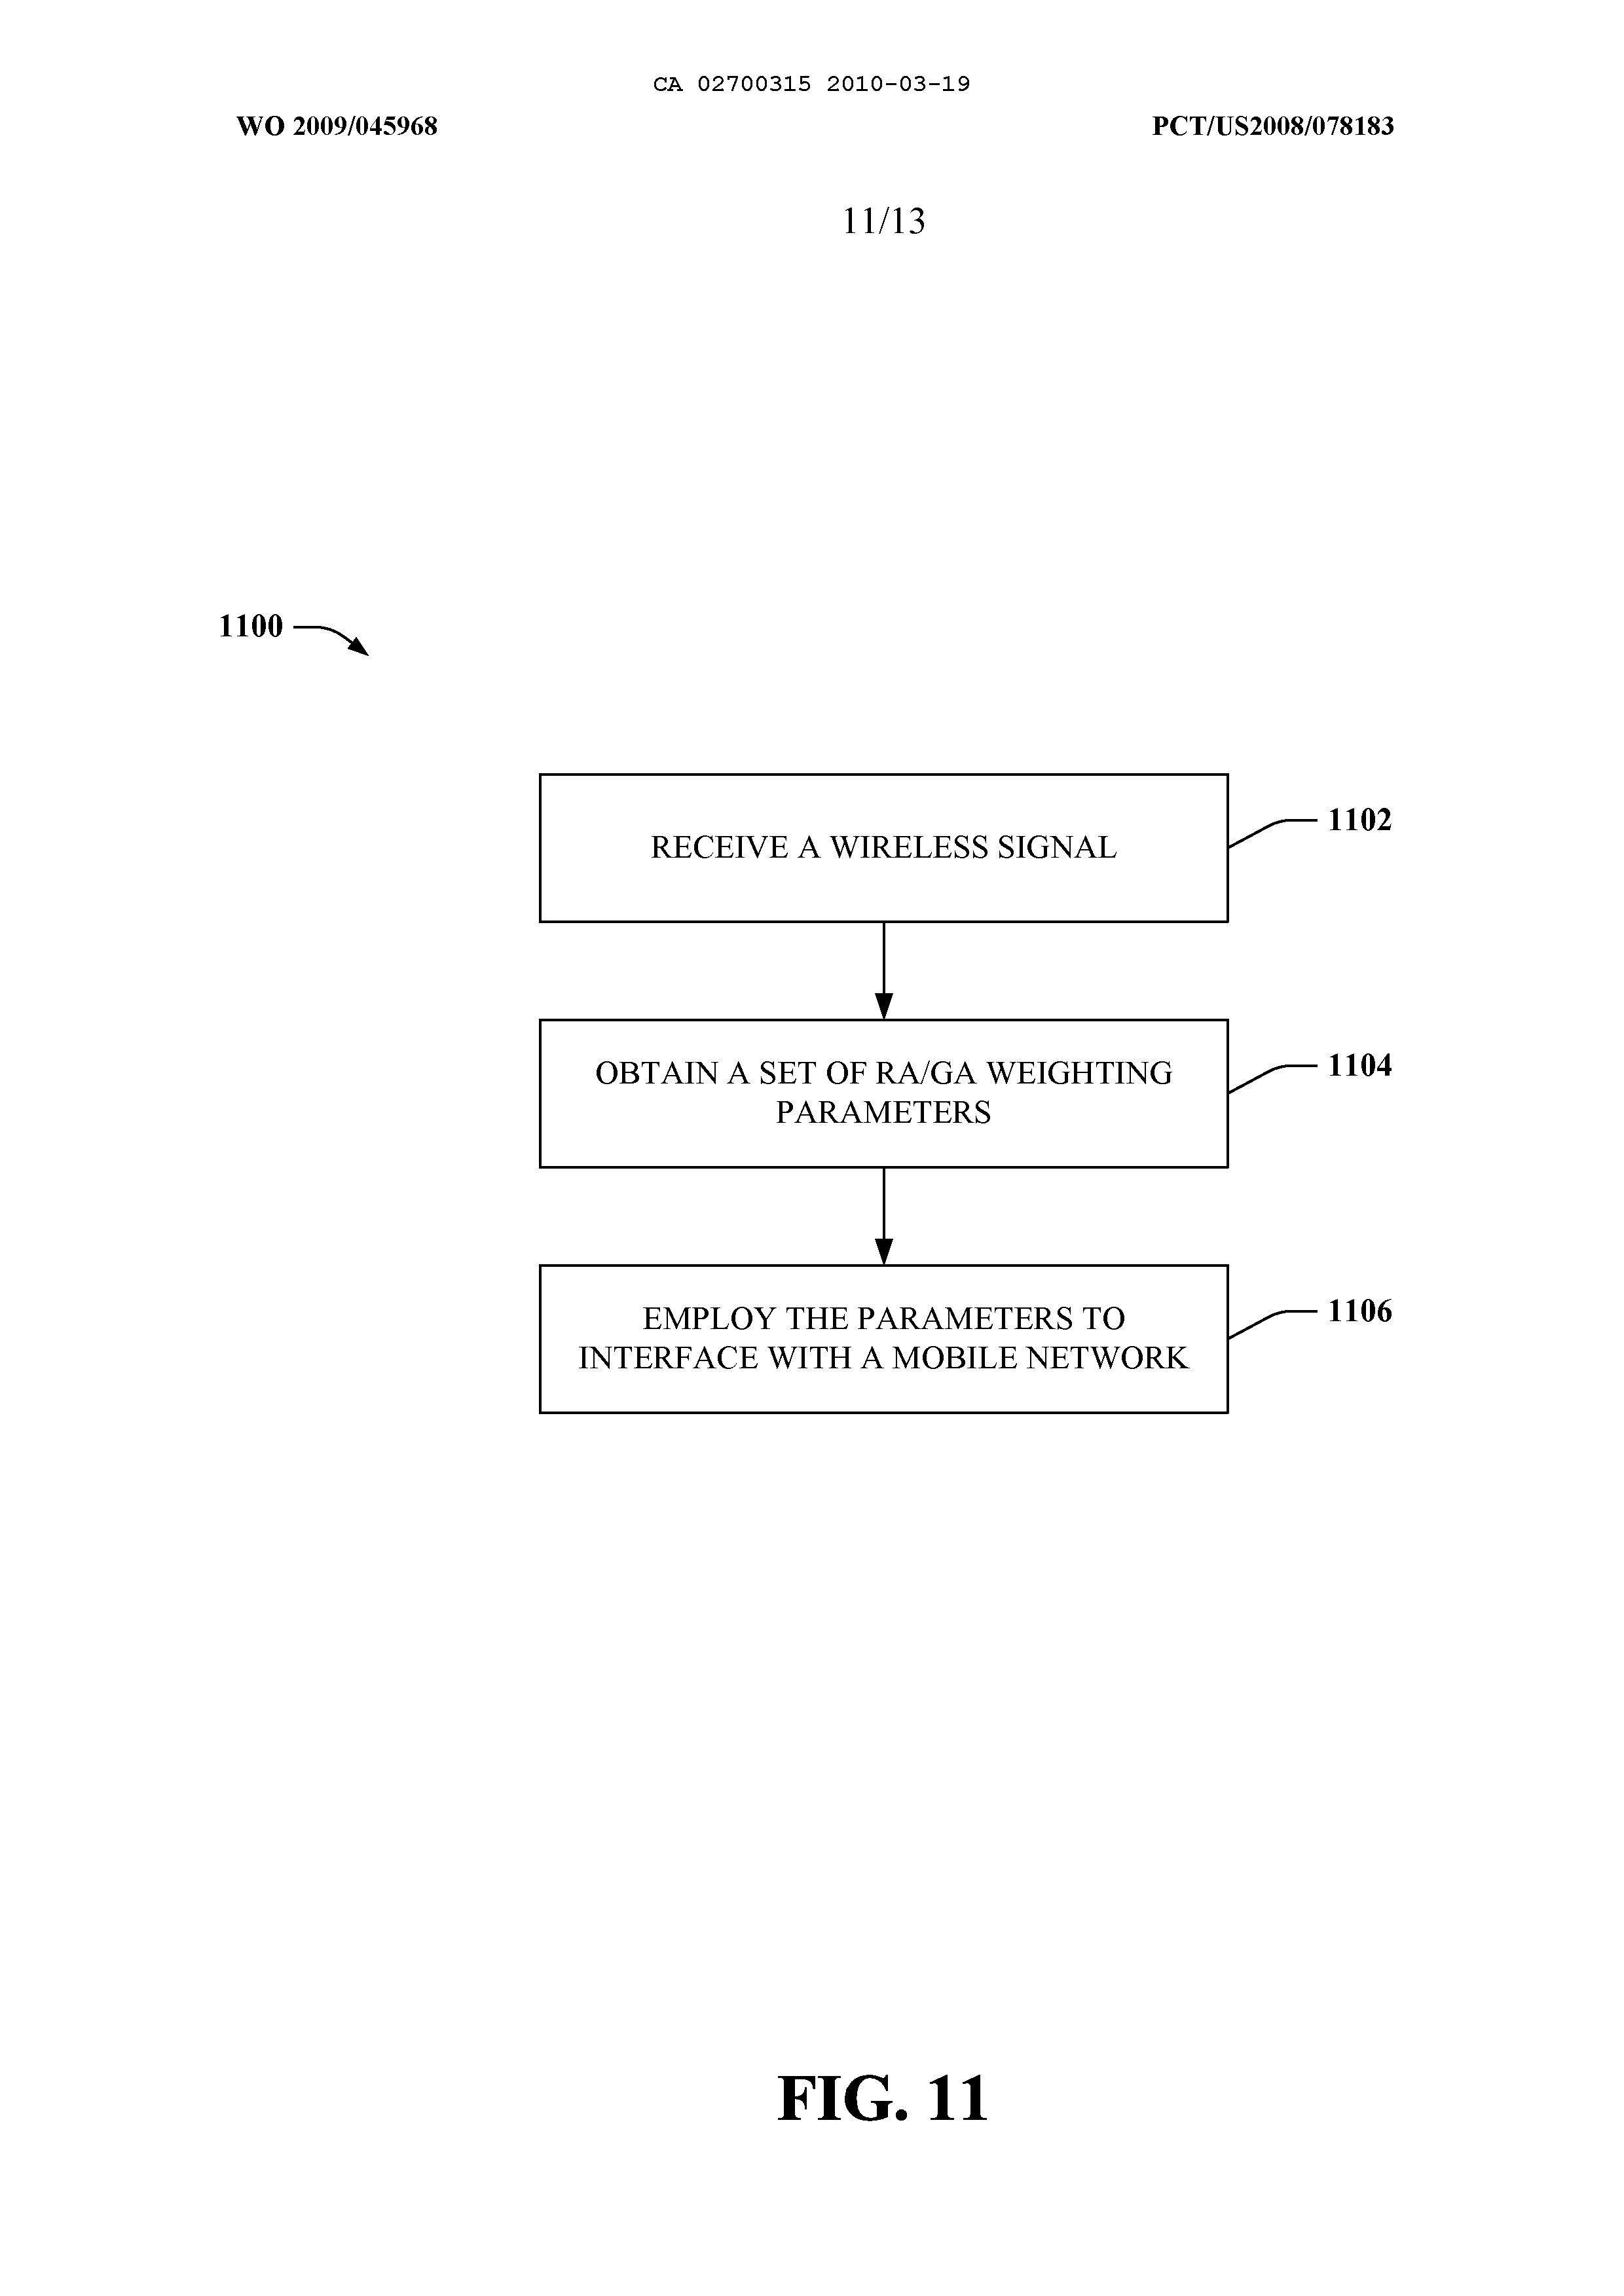 CA 02700315 2010-03-19
WO 2009/045968 PCT/US2008/078183
11/13
1100
RECEIVE A WIRELESS SIGNAL
1102
OBTAIN A SET OF RA/GA WEIGHTING
PARAMETERS
1104
EMPLOY THE PARAMETERS TO
INTERFACE WITH A MOBILE NETWORK
1106
FIG. 11